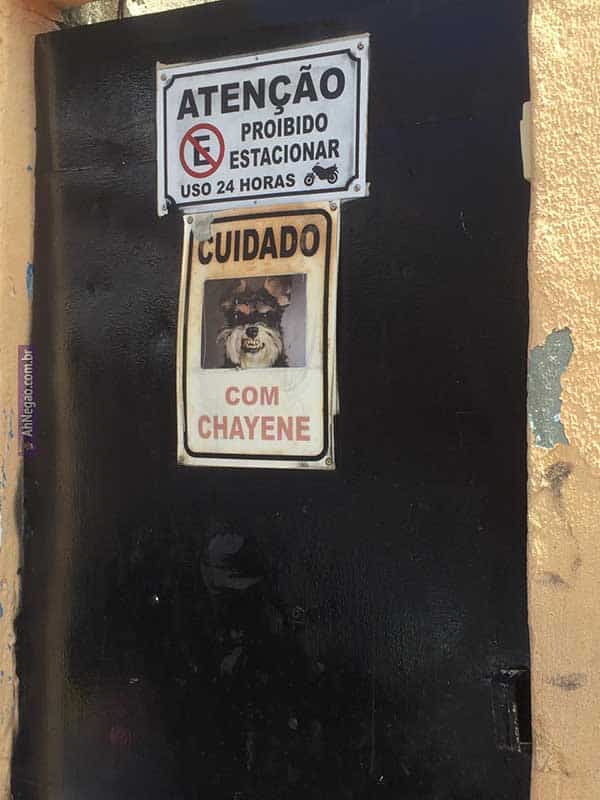 ATENÇÃO
E PROIBIDO
ESTACIONAR
USO 24 HORAS
CUIDADO
COM
CHAYENE
AhNegao.com.br